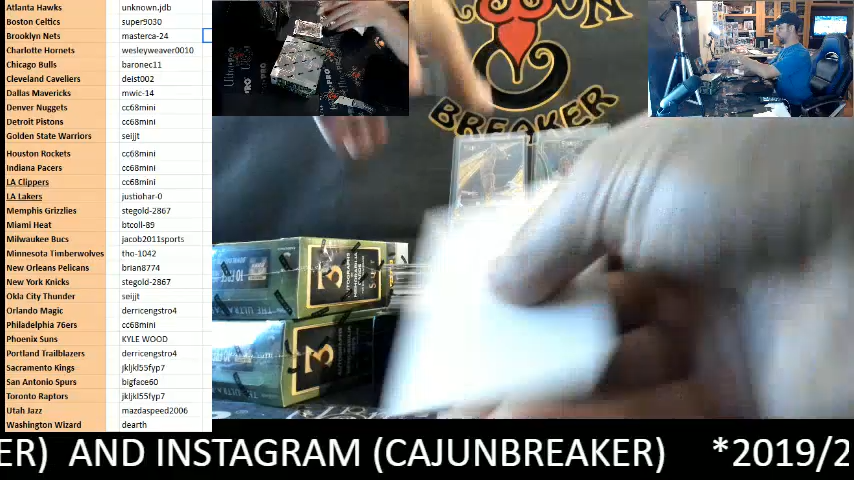 Atlanta Hawks unknown.jdb
Boston Celtics super9030
Brooklyn Nets masterca-24
Charlotte Hornets wesleyweaver0010
Chicago Bulls baronec11
Cleveland Cavaliers deist002
Dallas Mavericks mwic-14
Denver Nuggets cc68mini
Detroit Pistons cc68mini
Golden State Warriors seijjt
Houston Rockets cc68mini
Indiana Pacers cc68mini
LA Clippers cc68mini
LA Lakers justiohar-0
Memphis Grizzlies stegold-2867
Miami Heat btcoll-89
Milwaukee Bucs jacob2011sports
Minnesota Timberwolves tho-1042
New Orleans Pelicans brian8774
New York Knicks stegold-2867
Okla City Thunder seijjt
Orlando Magic derricengstro4
Philadelphia 76ers cc68mini
Phoenix Suns KYLE WOOD
Portland Trailblazers derricengstro4
Sacramento Kings jkljkl55fyp7
San Antonio Spurs bigface60
Toronto Raptors jkljkl55fyp7
Utah Jazz mazdaspeed2006
Washington Wizard dearth
BREAKER
3
3
ER) AND INSTAGRAM (CAJUNBREAKER) *2019/2